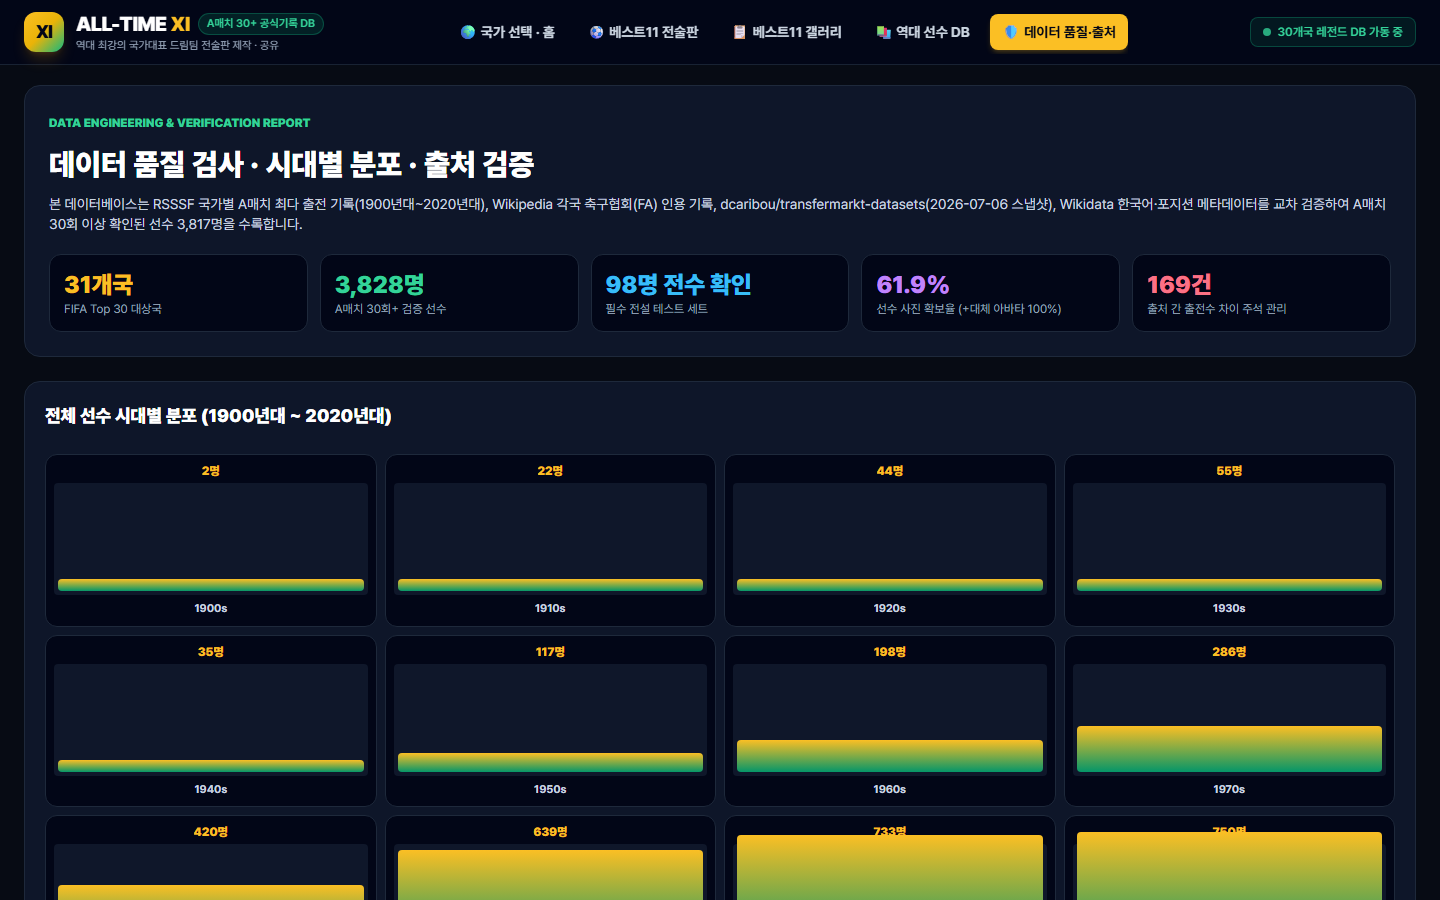 XI
ALL-TIME XI
A매치 30+ 공식기록 DB
역대 최강의 국가대표 드림팀 전술판 제작 · 공유
국가 선택 · 홈
베스트11 전술판
베스트11 갤러리
역대 선수 DB
데이터 품질·출처
30개국 레전드 DB 가동 중
DATA ENGINEERING & VERIFICATION REPORT
데이터 품질 검사 · 시대별 분포 · 출처 검증
본 데이터베이스는 RSSSF 국가별 A매치 최다 출전 기록(1900년대~2020년대), Wikipedia 각국 축구협회(FA) 인용 기록, dcaribou/transfermarkt-datasets(2026-07-06 스냅샷), Wikidata 한국어·포지션 메타데이터를 교차 검증하여 A매치
30회 이상 확인된 선수 3,817명을 수록합니다.
31개국
FIFA Top 30 대상국
3,828명
A매치 30회+ 검증 선수
98명 전수 확인
필수 전설 테스트 세트
61.9%
선수 사진 확보율 (+대체 아바타 100%)
169건
출처 간 출전수 차이 주석 관리
전체 선수 시대별 분포 (1900년대 ~ 2020년대)
2명
22명
44명
55명
1900s
1910s
1920s
1930s
35명
117명
198명
286명
1940s
1950s
1960s
1970s
420명
639명
733명
750명